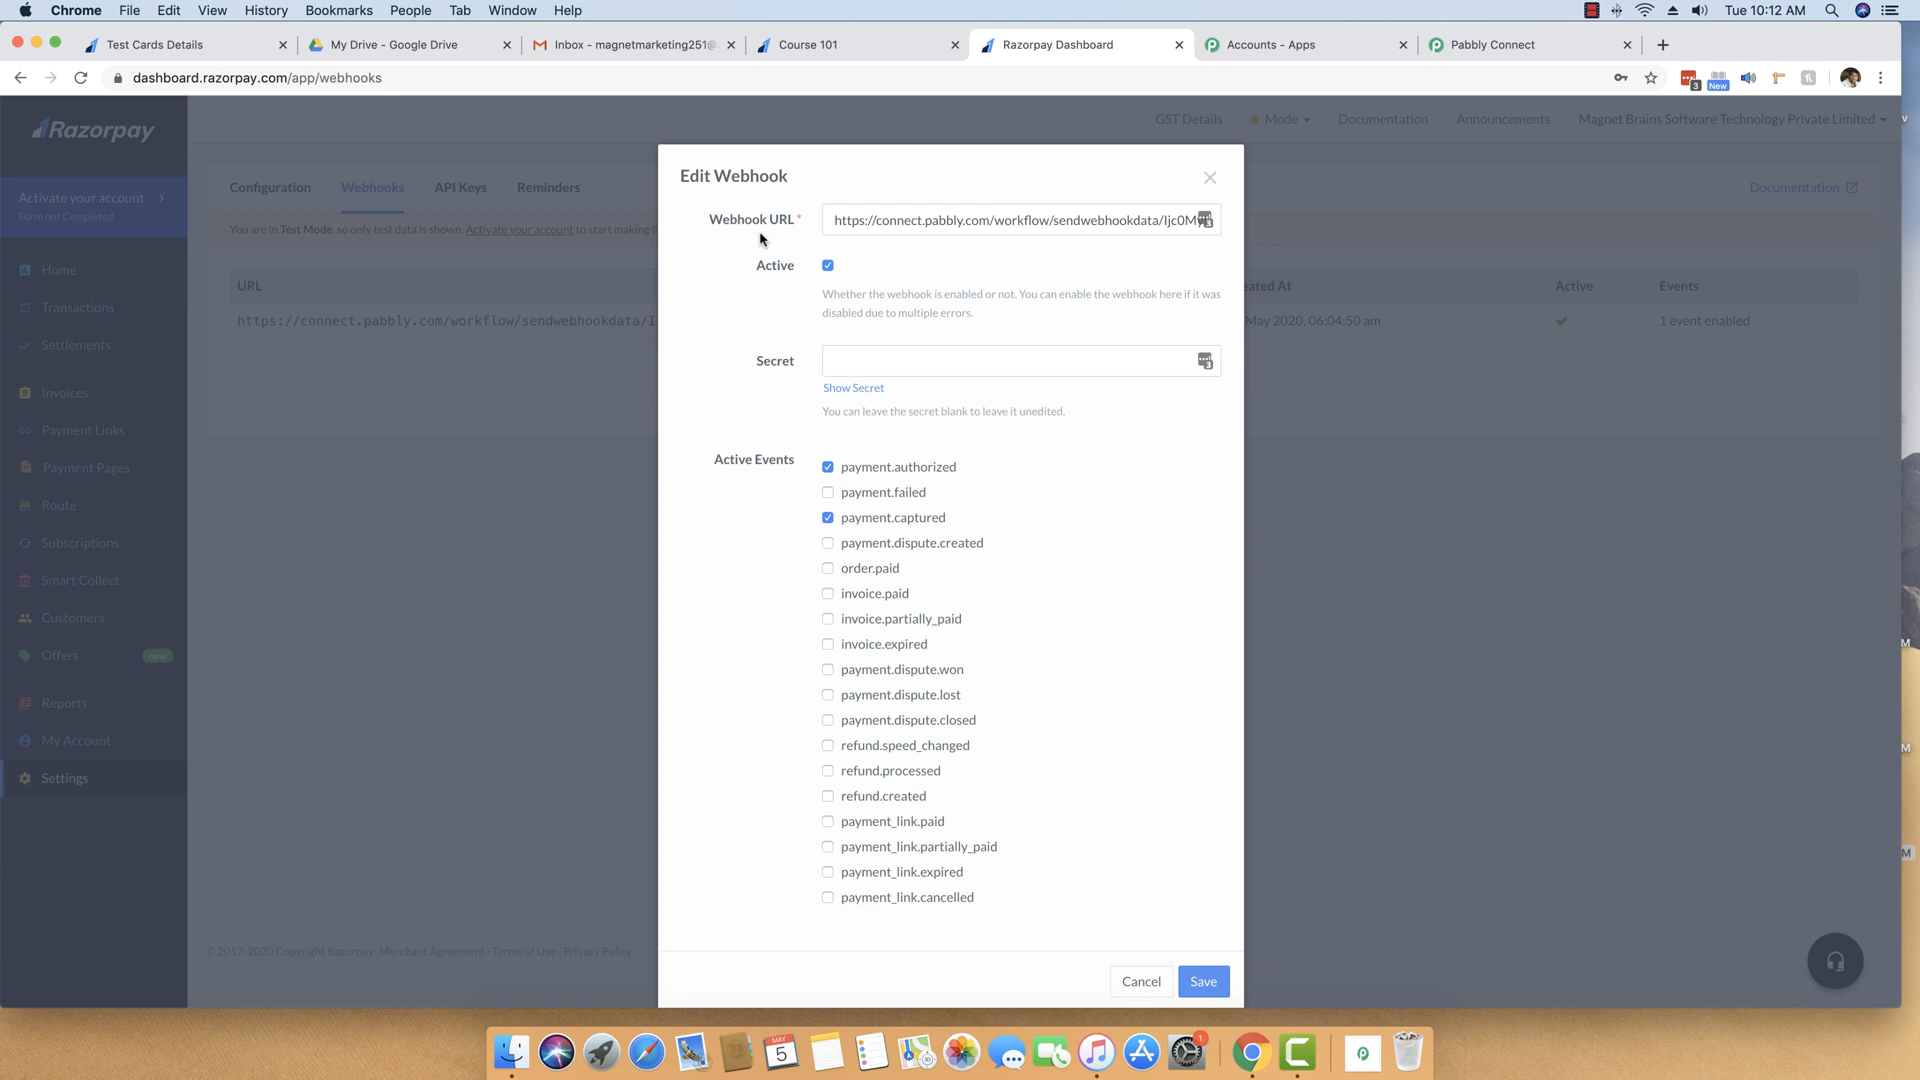 Chrome File Edit View History Bookmarks People Tab Window Help Tue 10:12 AM
Test Cards Details My Drive - Google Drive Inbox - magnetmarketing251@ Course 101 Razorpay Dashboard Accounts - Apps Pabbly Connect
dashboard.razorpay.com/app/webhooks
3 New
Razorpay
GST Details Mode Documentation Announcements Magnet Brains Software Technology Private Limited
Activate your account
Form not Completed
Home
Transactions
Settlements
Invoices
Payment Links
Payment Pages
Route
Subscriptions
Smart Collect
Customers
Offers new
Reports
My Account
Settings
Configuration Webhooks API Keys Reminders Documentation
You are in Test Mode, so only test data is shown. Activate your account to start making li
URL ated At Active Events
https://connect.pabbly.com/workflow/sendwebhookdata/I May 2020, 06:04:50 am 1 event enabled
Edit Webhook
Webhook URL * https://connect.pabbly.com/workflow/sendwebhookdata/Ijc0My
Active
Whether the webhook is enabled or not. You can enable the webhook here if it was
disabled due to multiple errors.
Secret
Show Secret
You can leave the secret blank to leave it unedited.
Active Events
payment.authorized
payment.failed
payment.captured
payment.dispute.created
order.paid
invoice.paid
invoice.partially_paid
invoice.expired
payment.dispute.won
payment.dispute.lost
payment.dispute.closed
refund.speed_changed
refund.processed
refund.created
payment_link.paid
payment_link.partially_paid
payment_link.expired
payment_link.cancelled
Cancel Save
© 2017-2020 Copyright Razorpay · Merchant Agreement · Terms of Use · Privacy Policy ·
MAY
5
1